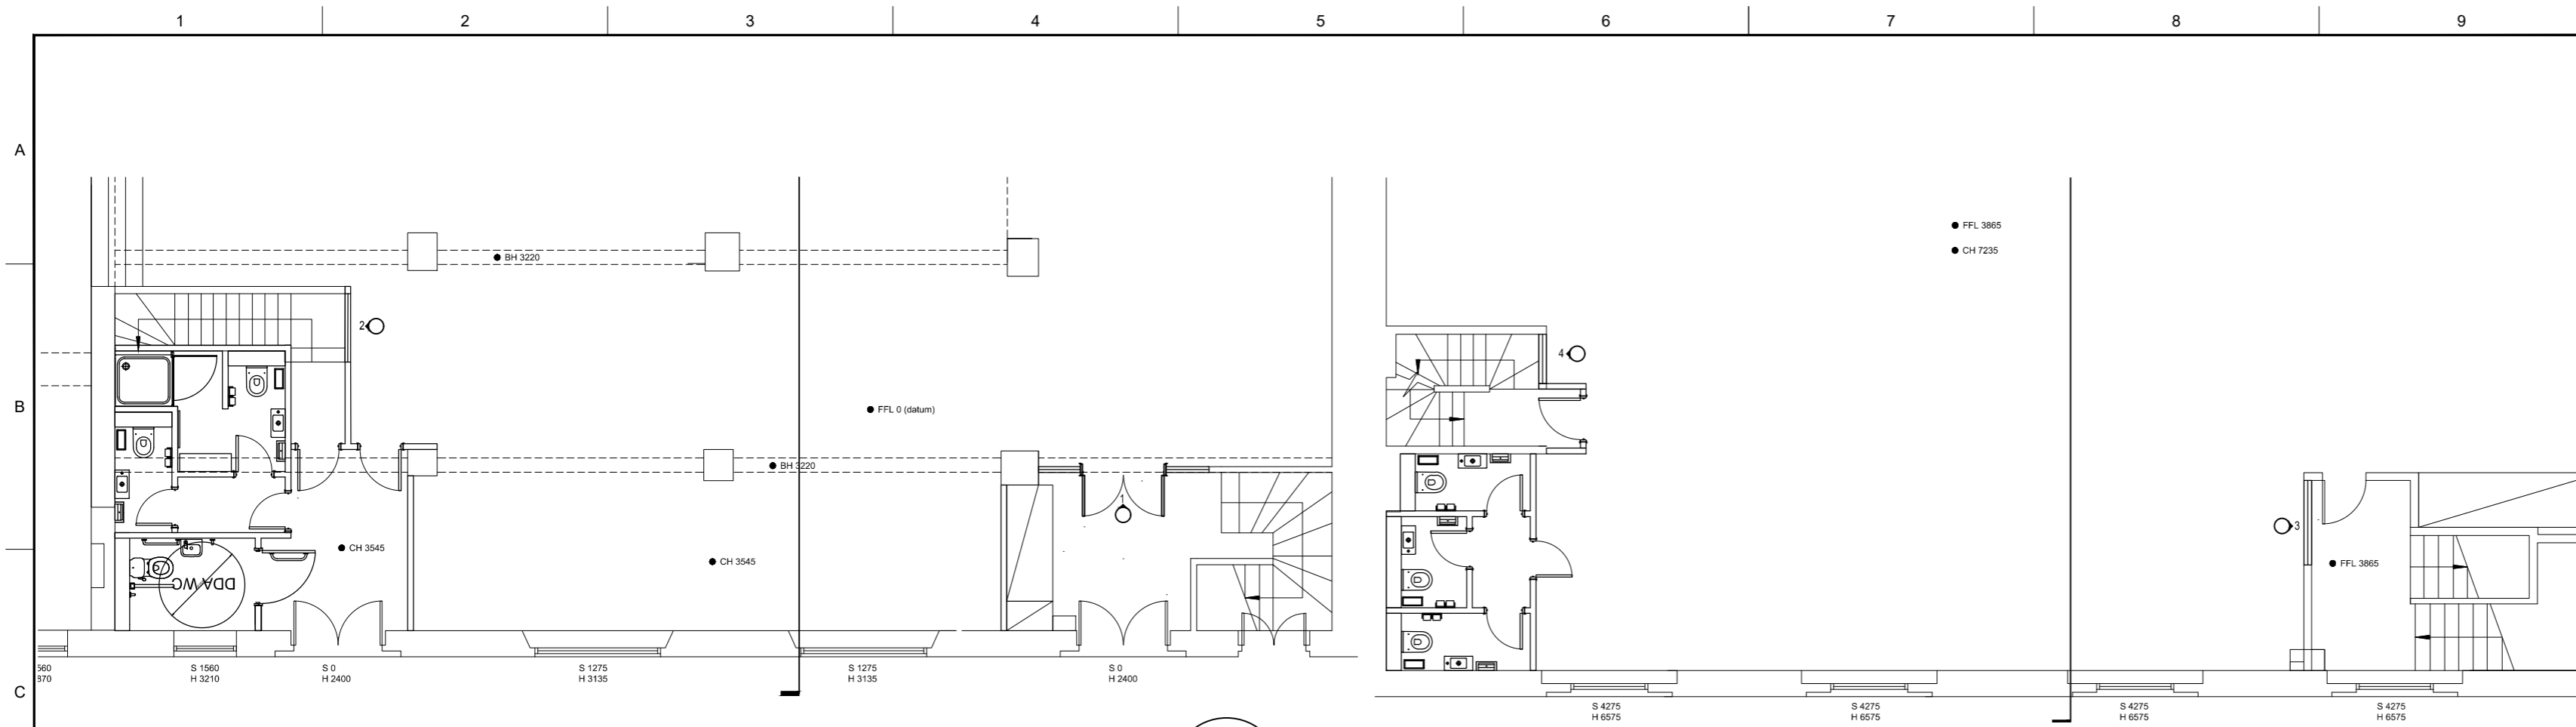 1 2 3 4 5 6 7 8 9
A
FFL 3865
BH 3220
CH 7235
2
4
B
FFL 0 (datum)
BH 3220
1
3
CH 3545
CH 3545
FFL 3865
DDA WC
560
S 1560
S 0
S 1275
S 1275
S 0
H 3210
H 2400
H 3135
H 3135
H 2400
C
S 4275
S 4275
S 4275
S 4275
H 6575
H 6575
H 6575
H 6575